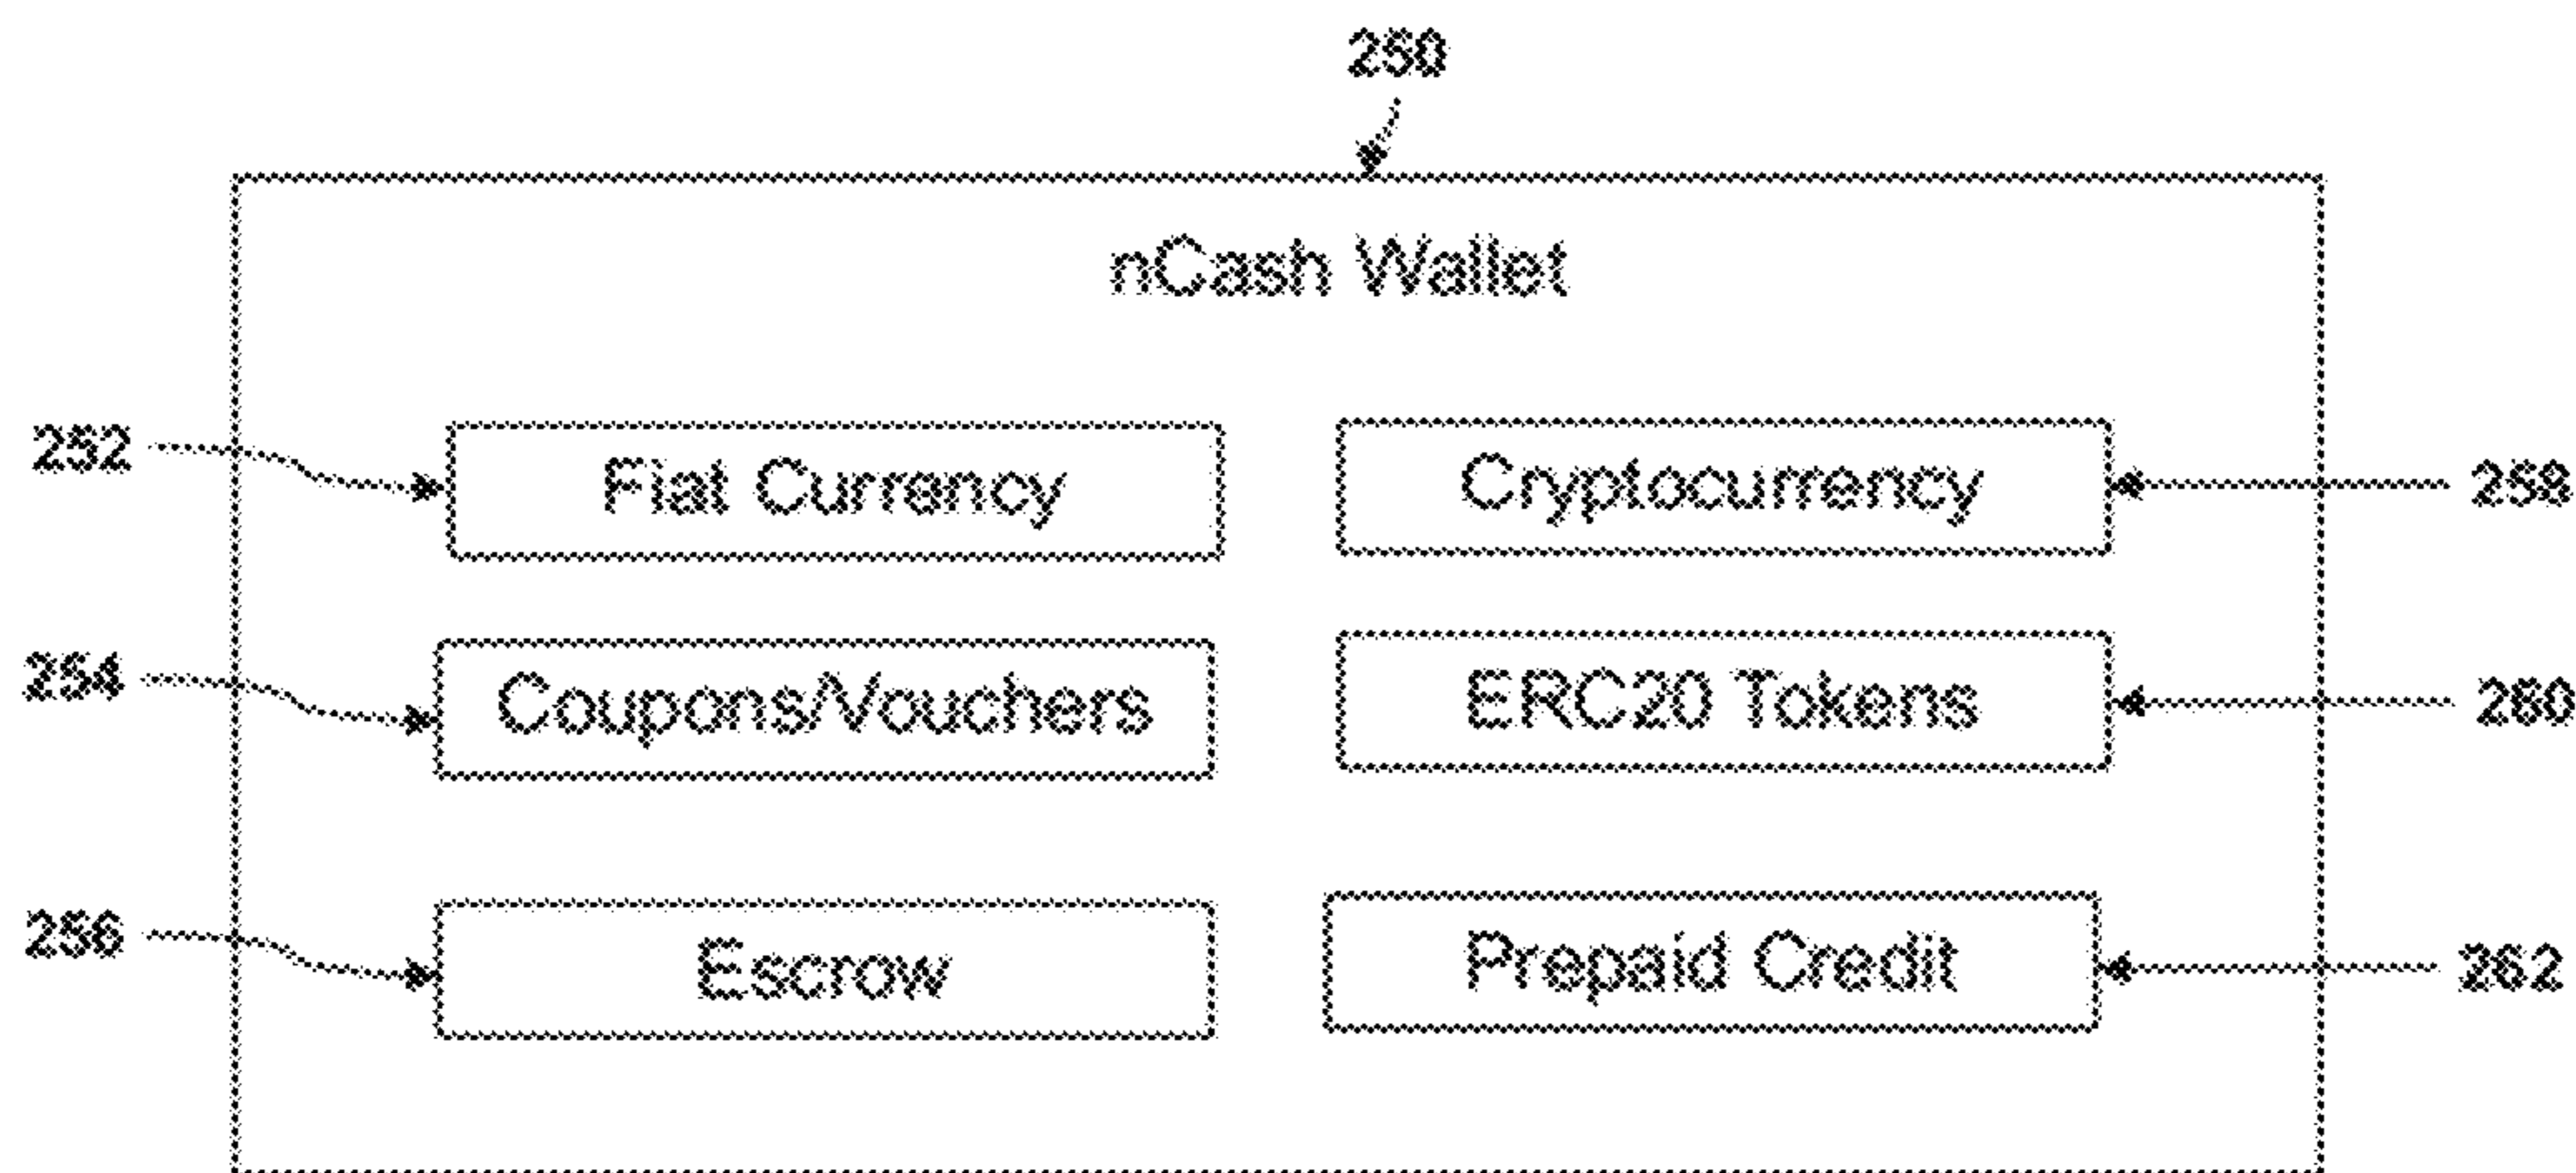 250
nCash Wallet
252
Fiat Currency
Cryptocurrency
258
254
Coupons/Vouchers
ERC20 Tokens
260
256
Escrow
Prepaid Credit
262